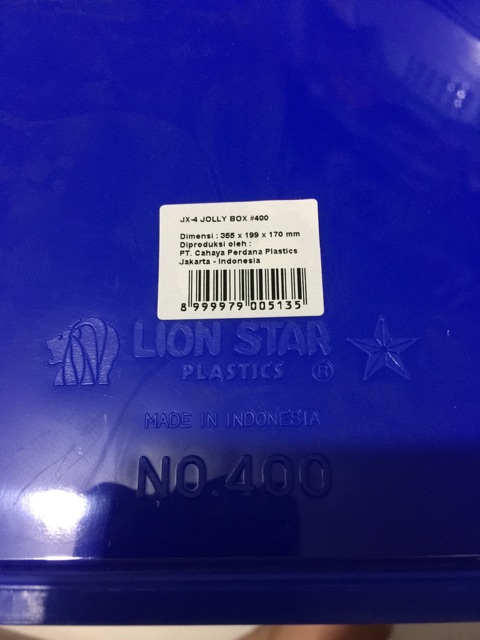 JX-4 JOLLY BOX #400
Dimensi : 355 x 199 x 170 mm
Diproduksi oleh :
PT. Cahaya Perdana Plastics
Jakarta - Indonesia
8 999979 005135
LION STAR
PLASTICS ®
MADE IN INDONESIA
NO.400